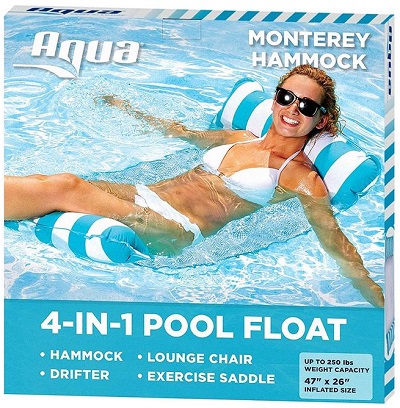 Aqua
MONTEREY
HAMMOCK
4-IN-1 POOL FLOAT
• HAMMOCK • LOUNGE CHAIR
• DRIFTER • EXERCISE SADDLE
UP TO 250 lbs
WEIGHT CAPACITY
47" x 26"
INFLATED SIZE